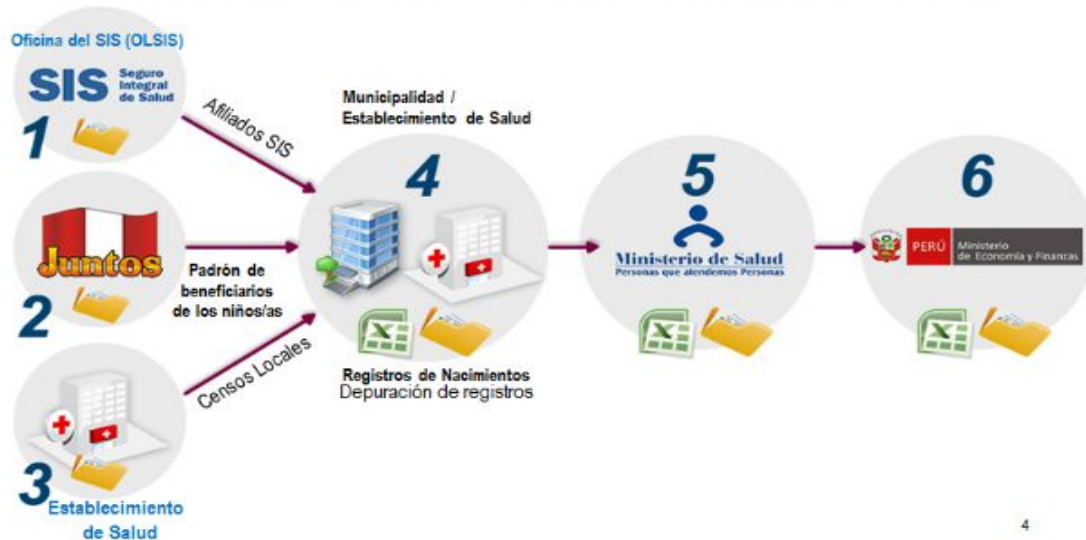 Oficina del SIS (OLSIS)
SIS
Seguro
Integral
de Salud
1
Afiliados SIS
Juntos
2
Padrón de
beneficiarios
de los niños/as
3
Establecimiento
de Salud
Censos Locales
Municipalidad /
Establecimiento de Salud
4
Registros de Nacimientos
Depuración de registros
5
Ministerio de Salud
Personas que atendemos Personas
6
PERÚ
Ministerio
de Economía y Finanzas
4